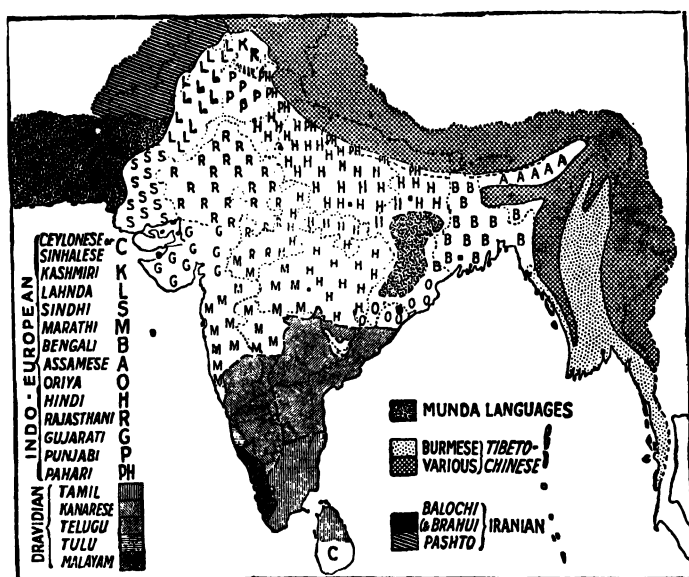 INDO-EUROPEAN
CEYLONESE or SINHALESE C
KASHMIRI K
LAHNDA L
SINDHI S
MARATHI M
BENGALI B
ASSAMESE A
ORIYA O
HINDI H
RAJASTHANI R
GUJARATI G
PUNJABI P
PAHARI PH
DRAVIDIAN
TAMIL
KANARESE
TELUGU
TULU
MALAYAM
MUNDA LANGUAGES
BURMESE
VARIOUS
TIBETO-
CHINESE
BALOCHI
& BRAHUI
PASHTO
IRANIAN
A A A A A
C